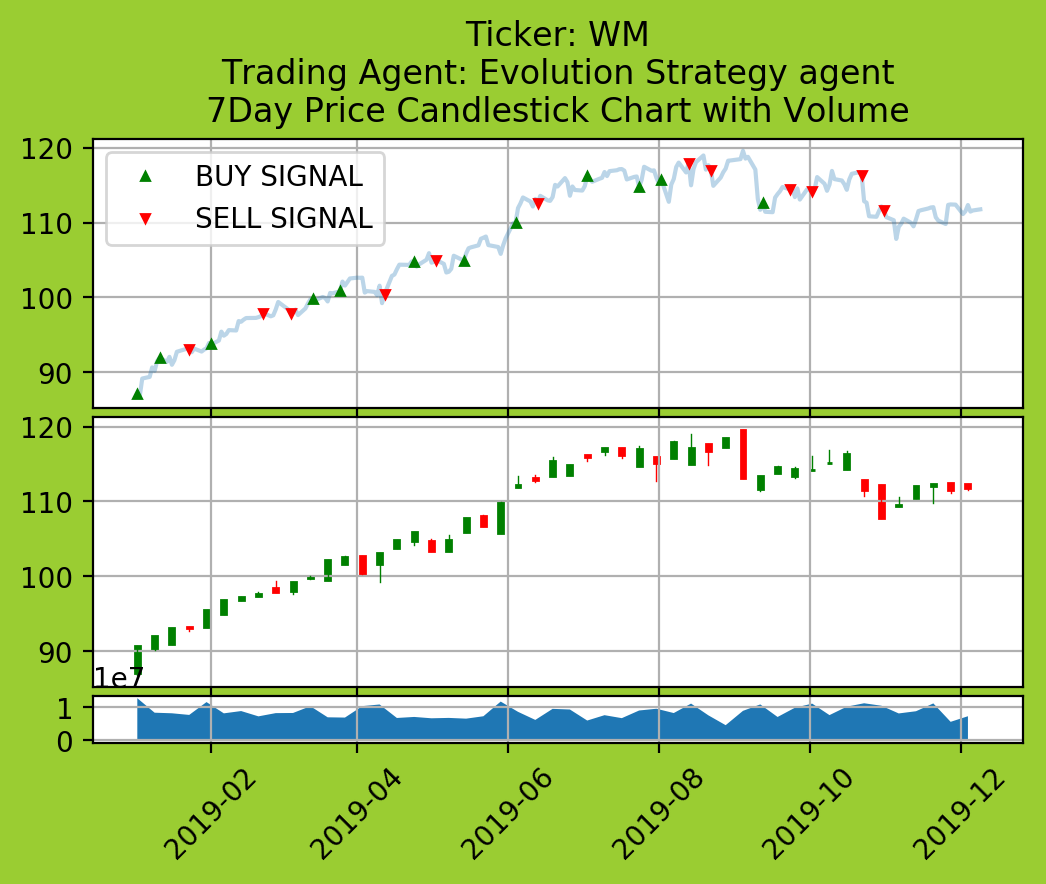 Ticker: WM
Trading Agent: Evolution Strategy agent
7Day Price Candlestick Chart with Volume
120
110
100
90
BUY SIGNAL
SELL SIGNAL
120
110
100
90
1e7
1
0
2019-02
2019-04
2019-06
2019-08
2019-10
2019-12